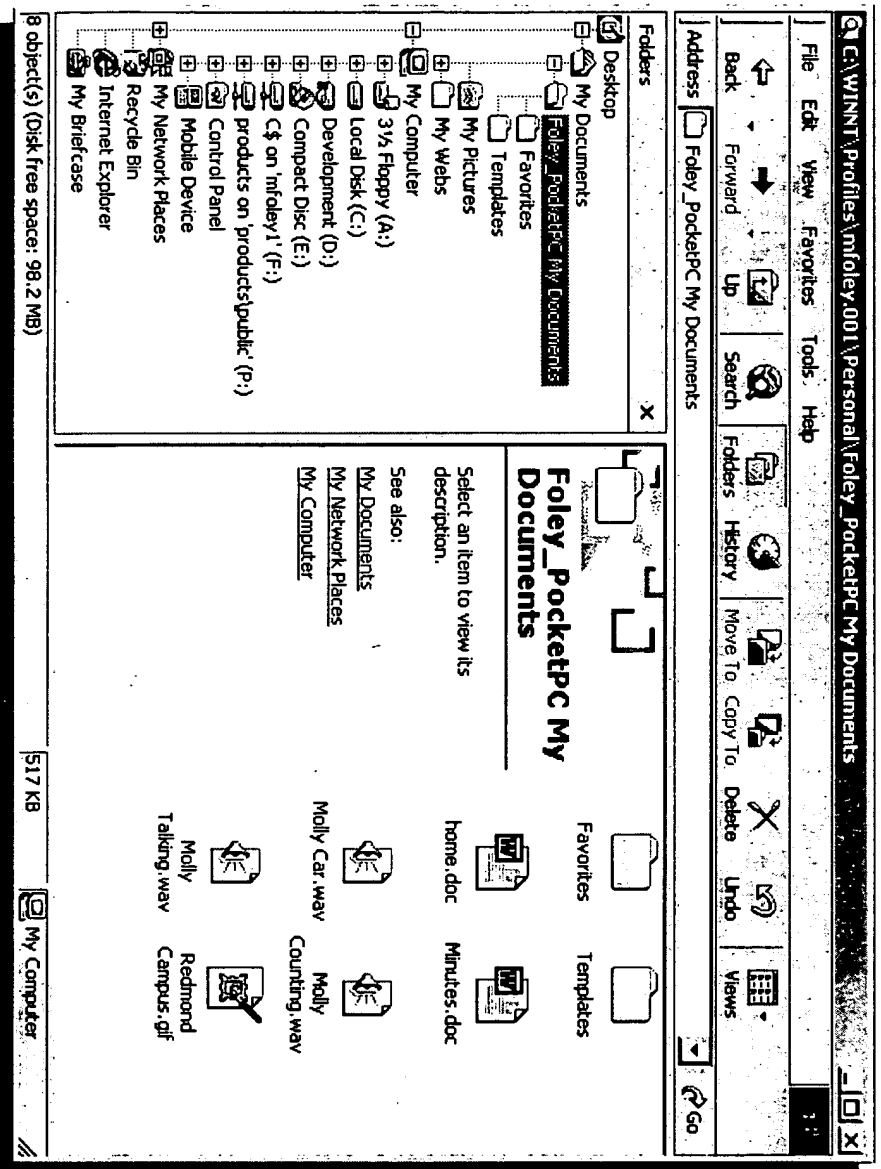 C:\WINNT\Profiles\mfoley.001\Personal\Foley_PocketPC My Documents
File Edit View Favorites Tools Help
Back Forward Up Search Folders History Move To Copy To Delete Undo Views
Address Foley_PocketPC My Documents Go
Folders X
Desktop
My Documents
Foley_PocketPC My Documents
Favorites
Templates
My Pictures
My Webs
My Computer
3½ Floppy (A:)
Local Disk (C:)
Development (D:)
Compact Disc (E:)
C$ on 'mfoley1' (F:)
products on 'products\public' (P:)
Control Panel
Mobile Device
My Network Places
Recycle Bin
Internet Explorer
My Briefcase
Foley_PocketPC My
Documents
Select an item to view its
description.
See also:
My Documents
My Network Places
My Computer
Favorites
Templates
home.doc
Minutes.doc
Molly Car.wav
Molly
Counting.wav
Molly
Talking.wav
Redmond
Campus.gif
8 object(s) (Disk free space: 98.2 MB) 517 KB My Computer